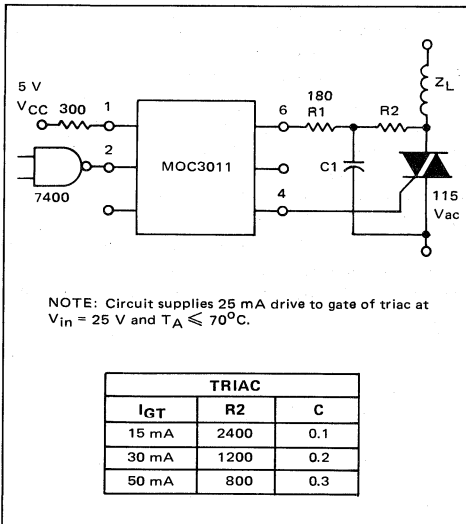 5 V
VCC 300 1
2
7400
MOC3011
6
4
180
R1
R2
C1
ZL
115
Vac
NOTE: Circuit supplies 25 mA drive to gate of triac at
Vin = 25 V and TA ⩽ 70°C.
TRIAC
IGT R2 C
15 mA 2400 0.1
30 mA 1200 0.2
50 mA 800 0.3